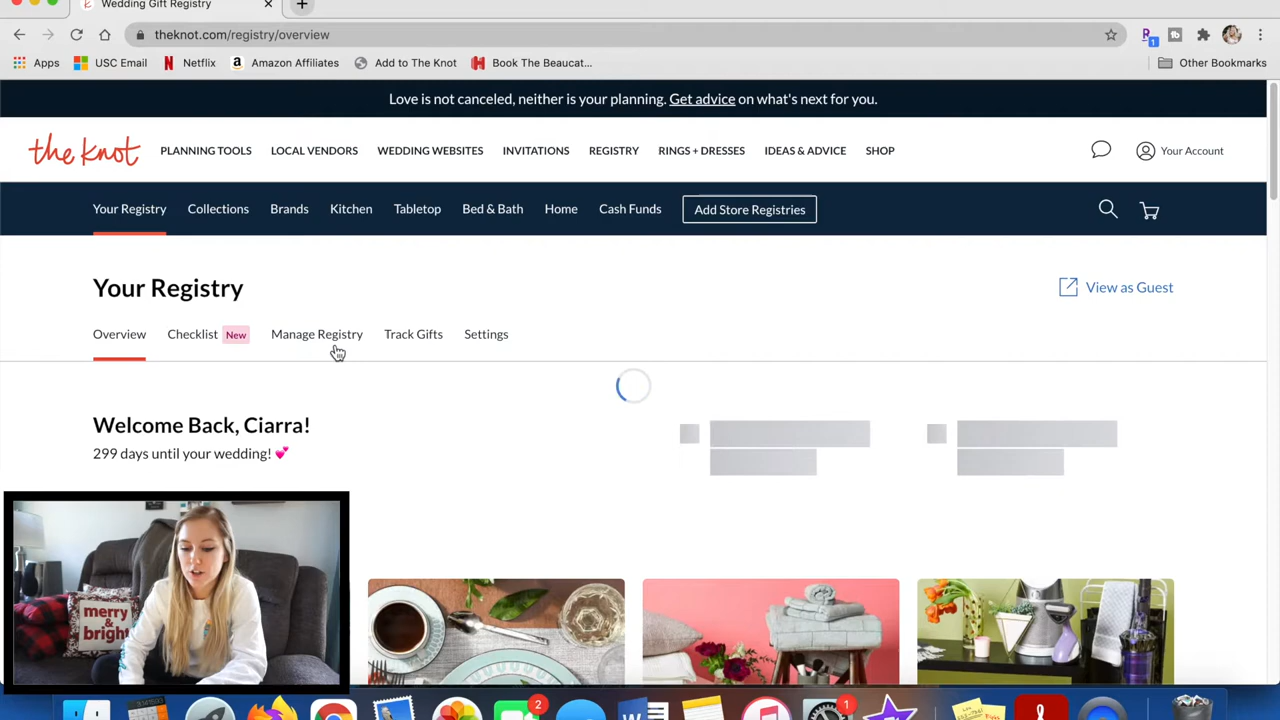 Wedding Gift Registry
theknot.com/registry/overview
1
Apps
USC Email
Netflix
Amazon Affiliates
Add to The Knot
Book The Beaucat...
Other Bookmarks
Love is not canceled, neither is your planning. Get advice on what's next for you.
the knot
PLANNING TOOLS
LOCAL VENDORS
WEDDING WEBSITES
INVITATIONS
REGISTRY
RINGS + DRESSES
IDEAS & ADVICE
SHOP
Your Account
Your Registry
Collections
Brands
Kitchen
Tabletop
Bed & Bath
Home
Cash Funds
Add Store Registries
Your Registry
View as Guest
Overview
Checklist New
Manage Registry
Track Gifts
Settings
Welcome Back, Ciarra!
299 days until your wedding! 💕
merry
& bright
2
1